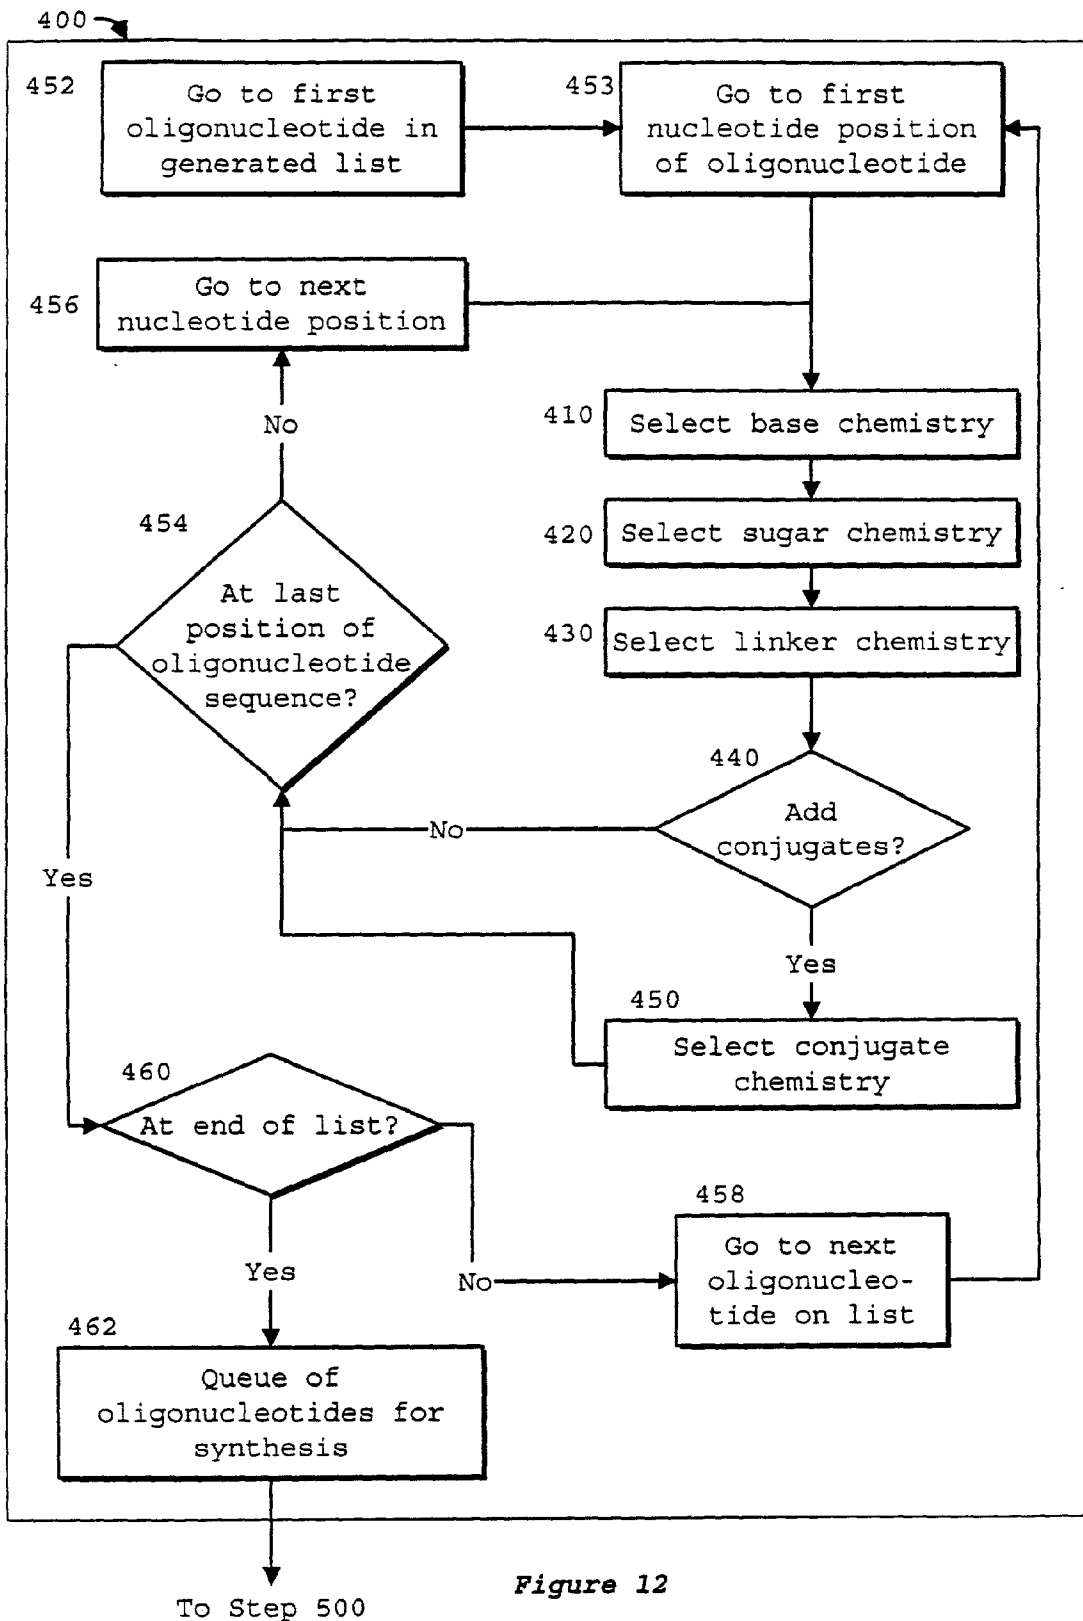 400
452
Go to first
oligonucleotide in
generated list
453
Go to first
nucleotide position
of oligonucleotide
456
Go to next
nucleotide position
No
410
Select base chemistry
454
At last
position of
oligonucleotide
sequence?
420
Select sugar chemistry
430
Select linker chemistry
440
Add
conjugates?
No
Yes
Yes
450
Select conjugate
chemistry
460
At end of list?
458
Go to next
oligonucleo-
tide on list
Yes
No
462
Queue of
oligonucleotides for
synthesis
Figure 12
To Step 500